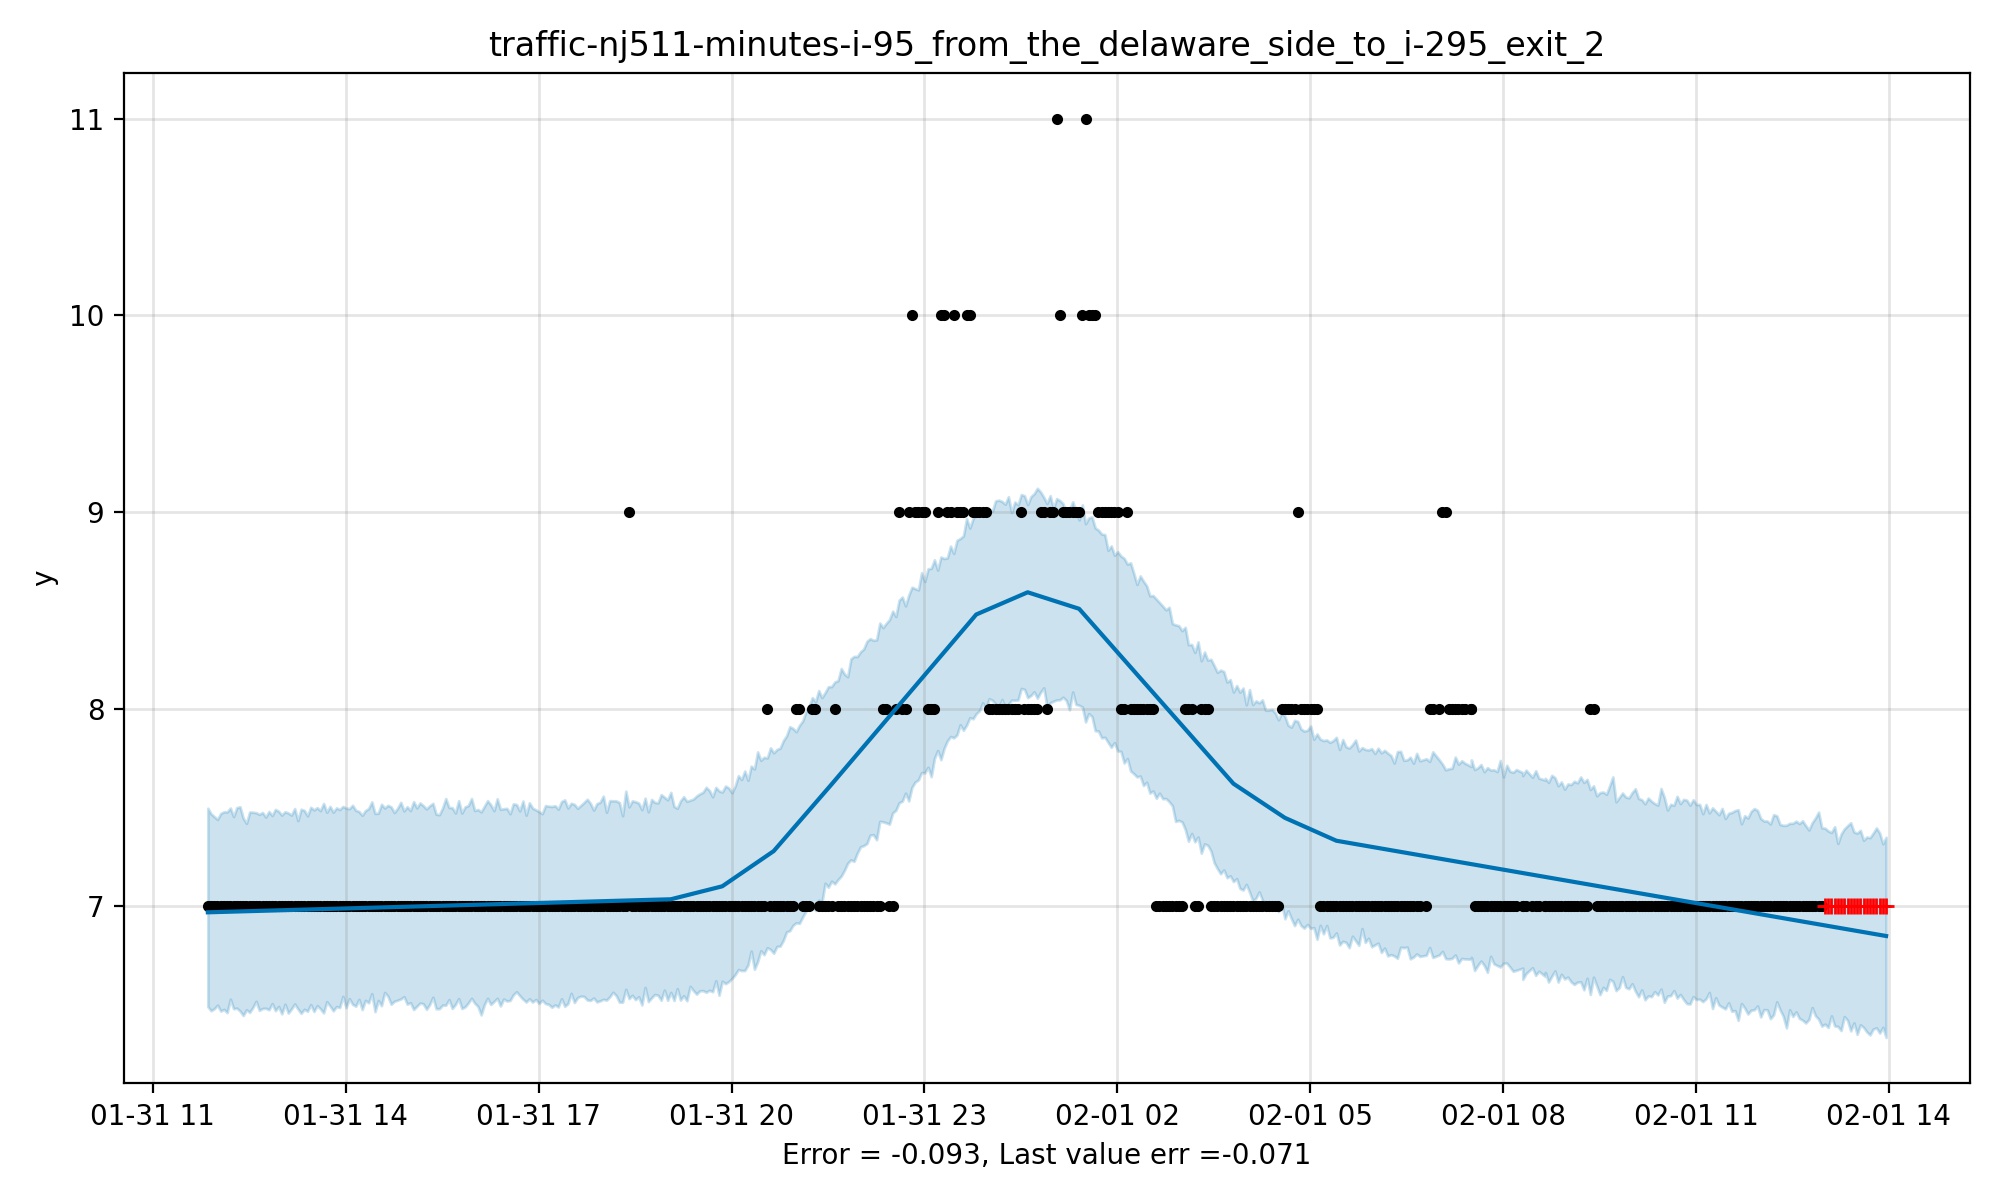 traffic-nj511-minutes-i-95_from_the_delaware_side_to_i-295_exit_2
11
10
9
8
7
y
01-31 11 01-31 14 01-31 17 01-31 20 01-31 23 02-01 02 02-01 05 02-01 08 02-01 11 02-01 14
Error = -0.093, Last value err =-0.071